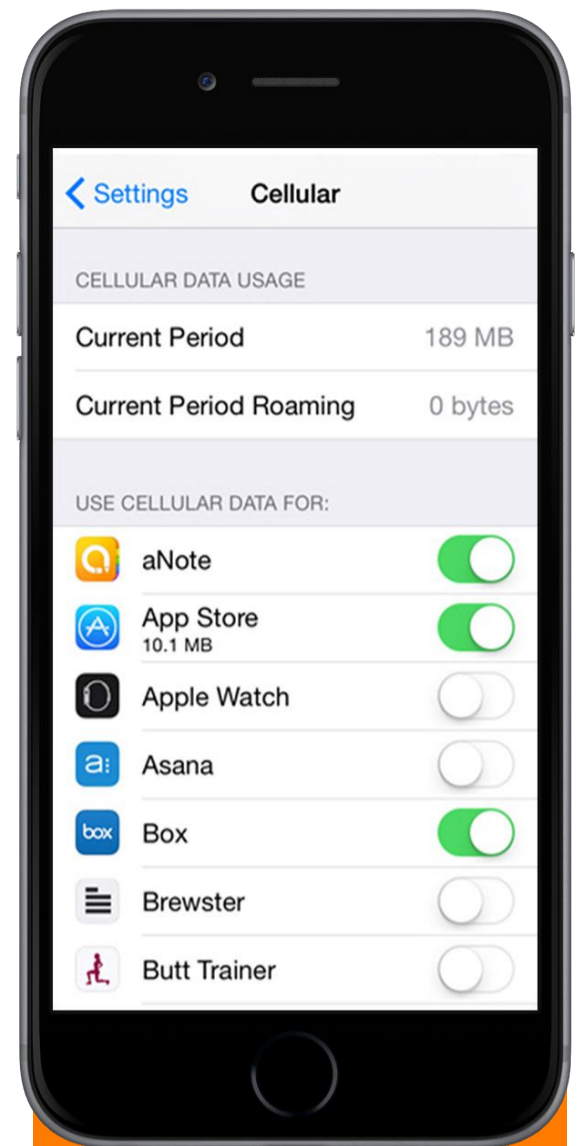 Settings Cellular
CELLULAR DATA USAGE
Current Period 189 MB
Current Period Roaming 0 bytes
USE CELLULAR DATA FOR:
aNote
App Store
10.1 MB
Apple Watch
a: Asana
box Box
Brewster
Butt Trainer